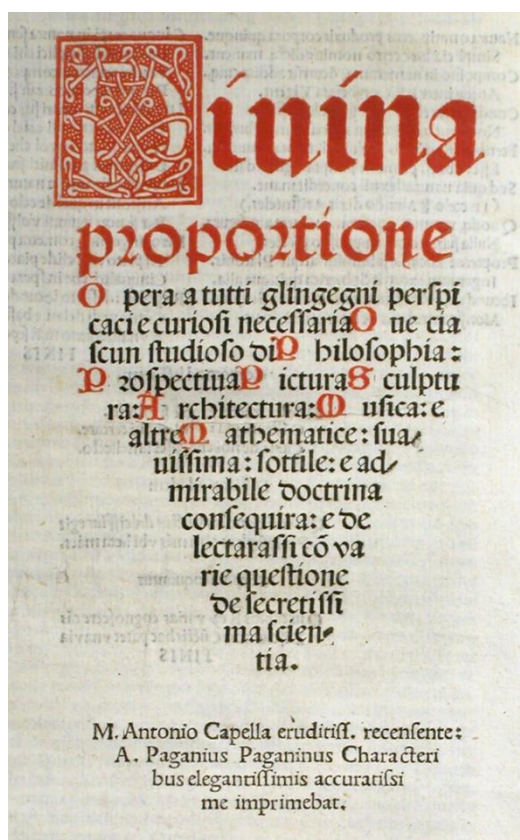 Diuina
proportione
Opera a tutti glingegni perspi
caci e curiosi necessaria Oue cia
scun studioso di Philosophia:
Prospectiua Pictura Sculptu
ra: Architectura: Musica: e
altre Mathematice: sua/
uissima: sottile: e ad/
mirabile doctrina
consequira: e de
lectarassi cõ va
rie questione
de secretissi
ma scien-
tia.
M. Antonio Capella eruditiss. recensente:
A. Paganius Paganinus Characteri
bus elegantissimis accuratissi
me imprimebat.